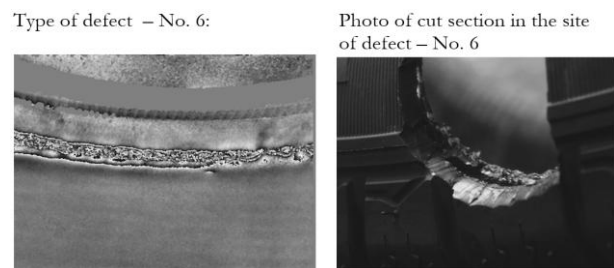 Type of defect – No. 6:
Photo of cut section in the site
of defect – No. 6